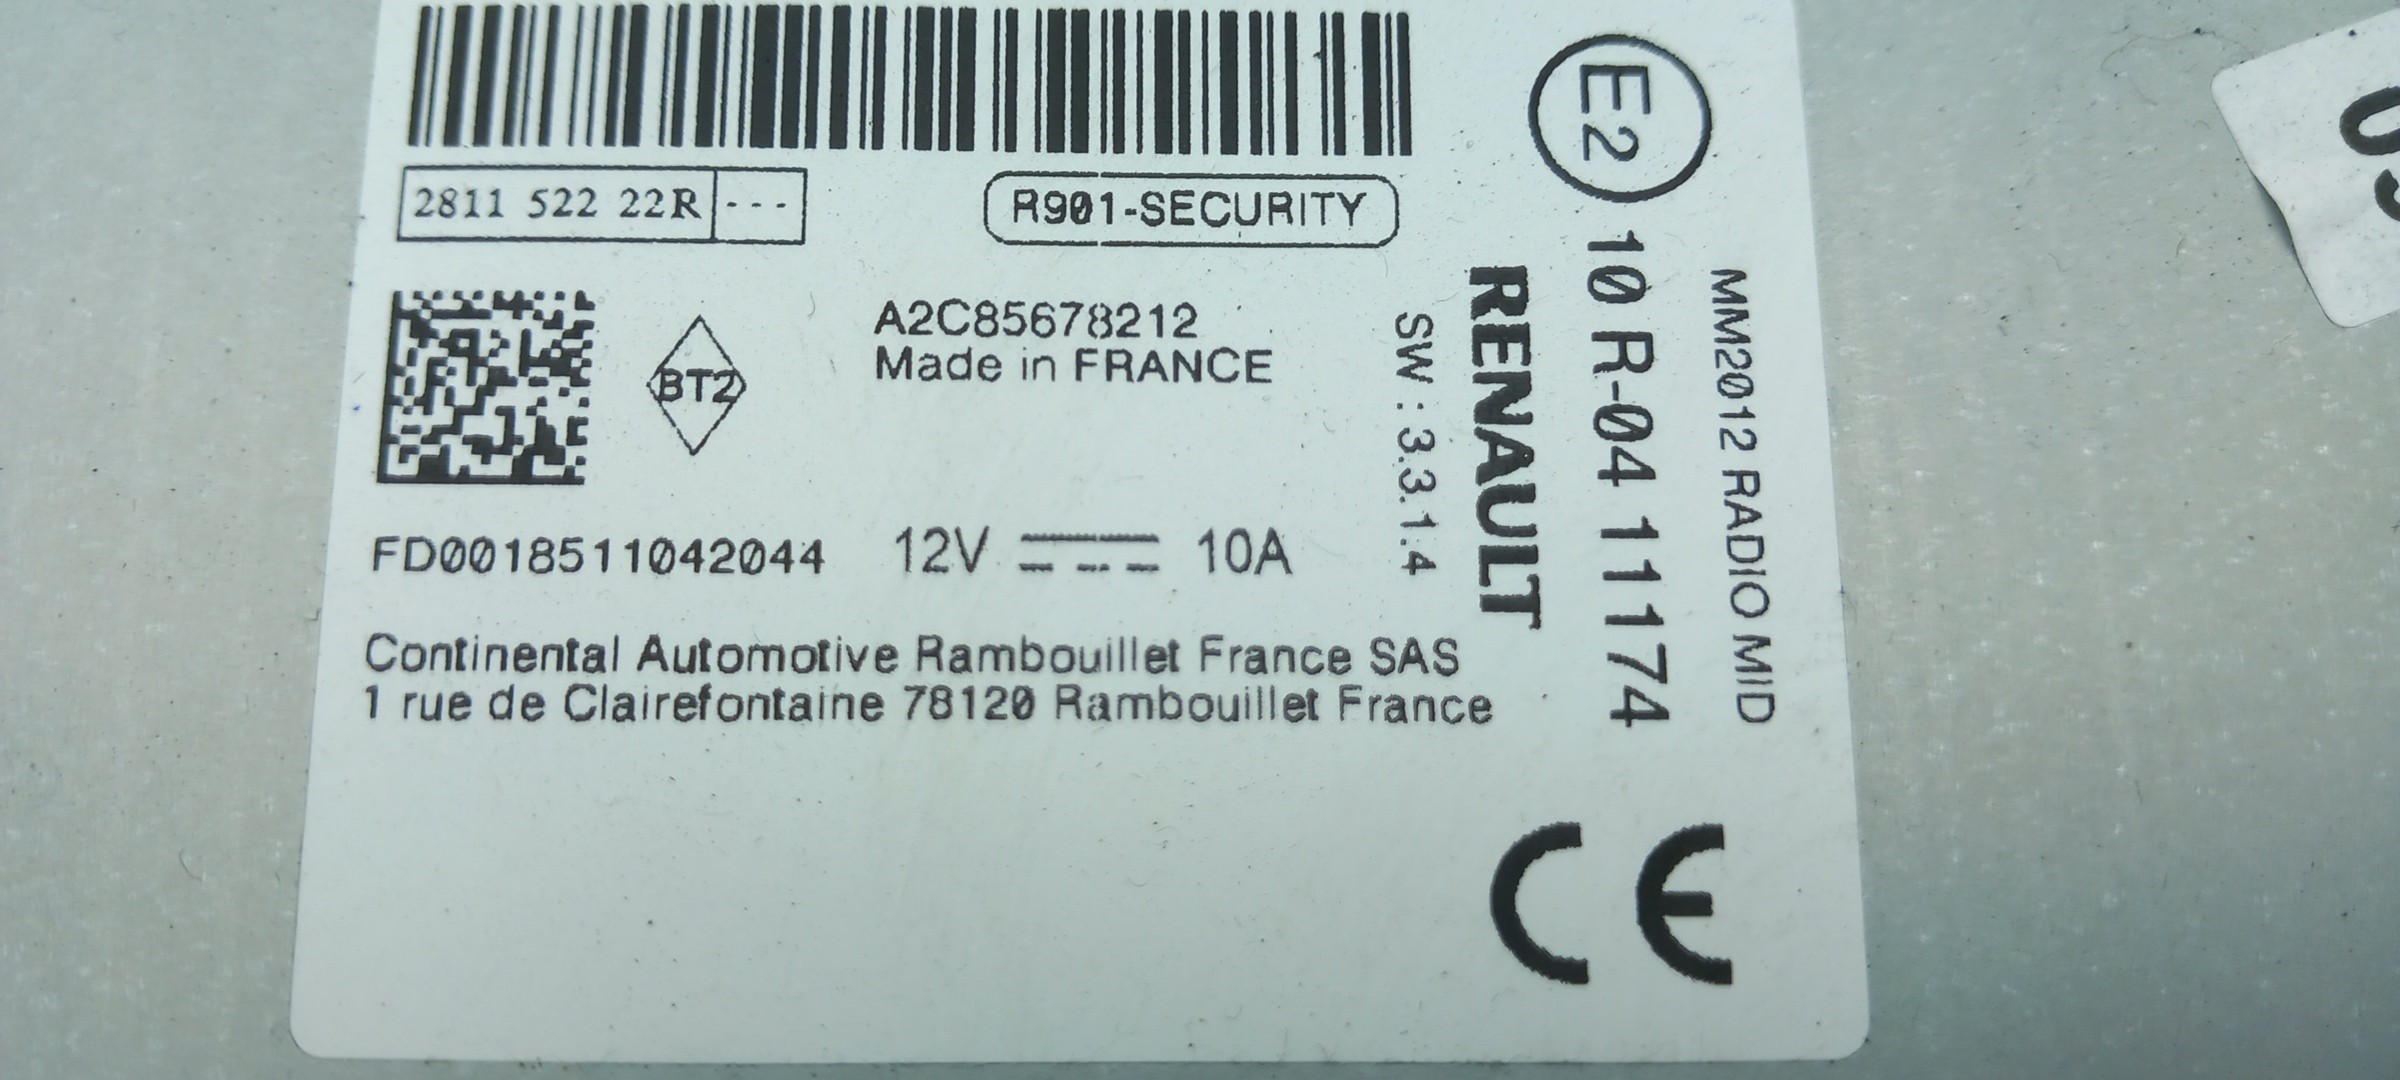 2811 522 22R ---
R901-SECURITY
BT2
A2C85678212
Made in FRANCE
FD0018511042044
12V 10A
Continental Automotive Rambouillet France SAS
1 rue de Clairefontaine 78120 Rambouillet France
SW : 3.3.1.4
RENAULT
E2
10 R-04 11174
MM2012 RADIO MID
CE